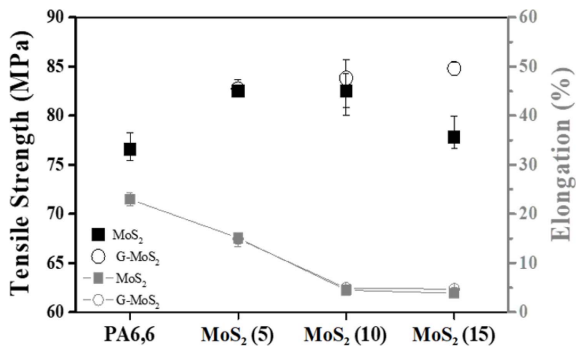 90
85
80
75
70
65
60
Tensile Strength (MPa)
MoS₂
G-MoS₂
MoS₂
G-MoS₂
PA6,6
MoS₂ (5)
MoS₂ (10)
MoS₂ (15)
60
50
40
30
20
10
0
Elongation (%)